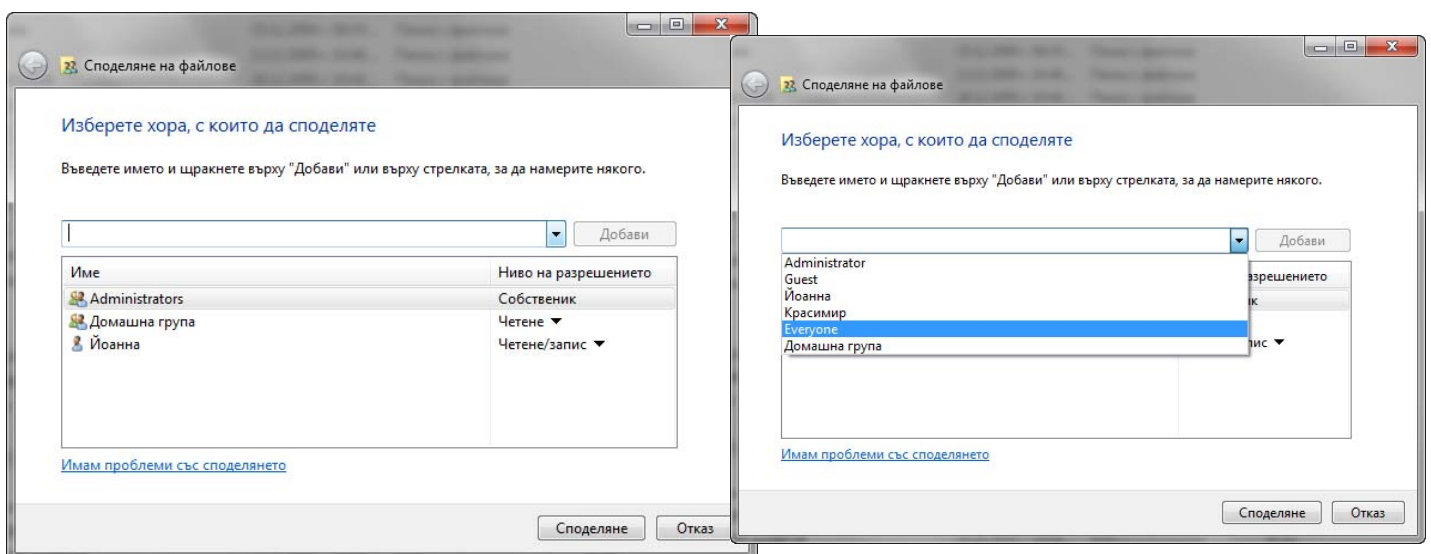 Споделяне на файлове
Изберете хора, с които да споделяте
Въведете името и щракнете върху "Добави" или върху стрелката, за да намерите някого.
Добави
Име Ниво на разрешението
Administrators Собственик
Домашна група Четене
Йоанна Четене/запис
Имам проблеми със споделянето
Споделяне Отказ
Споделяне на файлове
Изберете хора, с които да споделяте
Въведете името и щракнете върху "Добави" или върху стрелката, за да намерите някого.
Добави
Administrator
Guest
Йоанна
Красимир
Everyone
Домашна група
Имам проблеми със споделянето
Споделяне Отказ